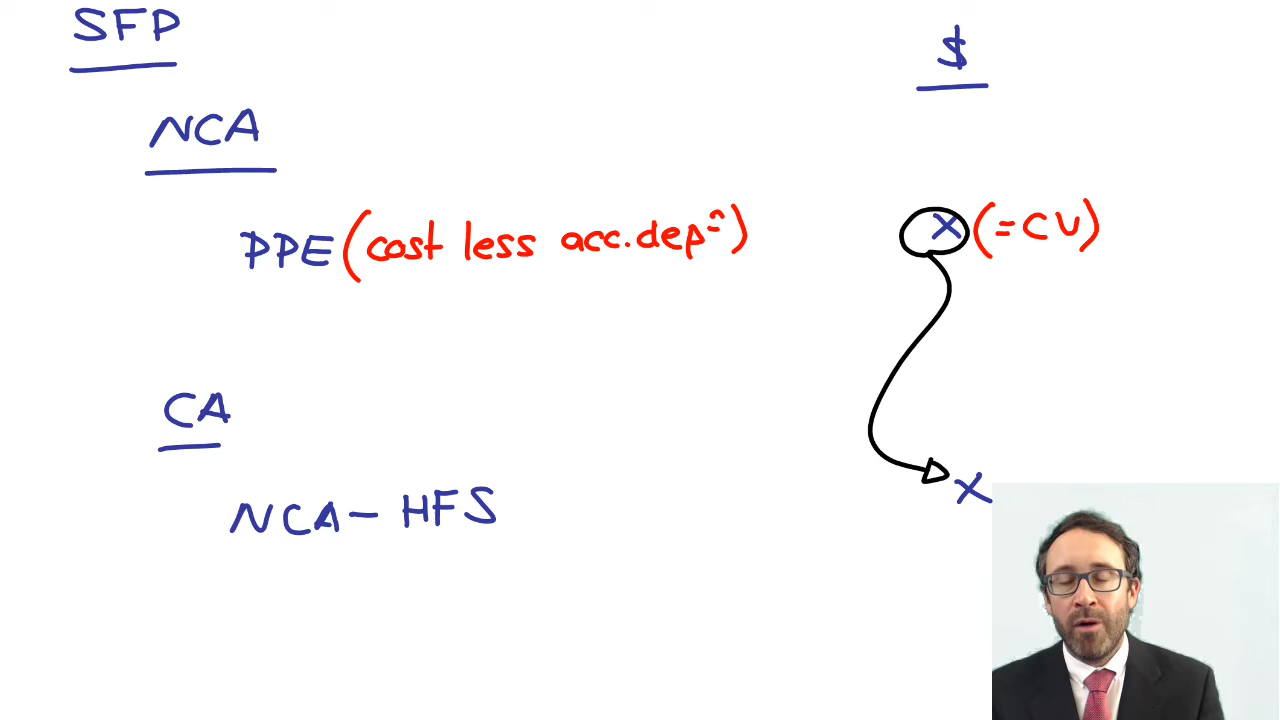 SFP $
NCA
PPE (cost less acc.depⁿ) X (=CV)
CA
NCA - HFS X